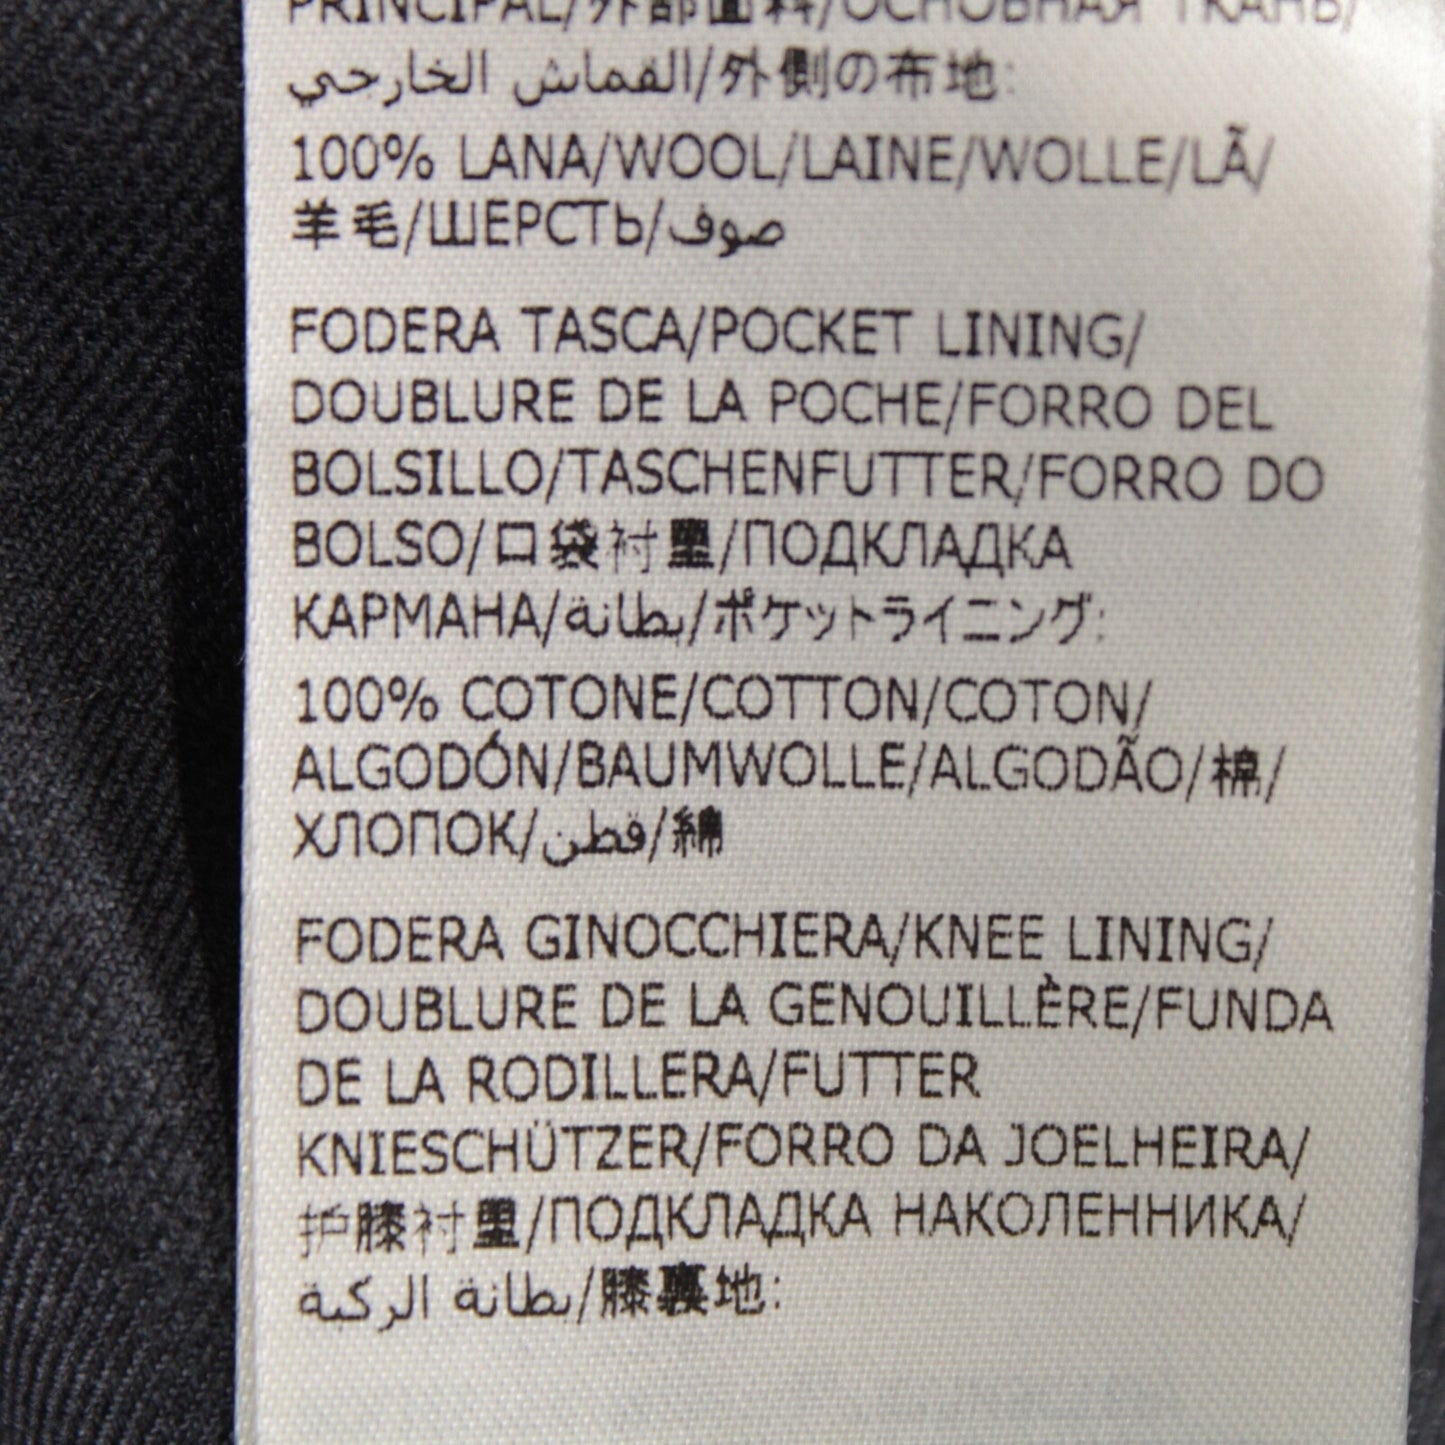 PRINCIPAL/外部面料/ОСНОВНАЯ ТКАНЬ/
القماش الخارجي/外側の布地:
100% LANA/WOOL/LAINE/WOLLE/LÃ/
羊毛/ШЕРСТЬ/صوف
FODERA TASCA/POCKET LINING/
DOUBLURE DE LA POCHE/FORRO DEL
BOLSILLO/TASCHENFUTTER/FORRO DO
BOLSO/口袋衬里/ПОДКЛАДКА
КАРМАНА/بطانة/ポケットライニング:
100% COTONE/COTTON/COTON/
ALGODÓN/BAUMWOLLE/ALGODÃO/棉/
ХЛОПОК/قطن/綿
FODERA GINOCCHIERA/KNEE LINING/
DOUBLURE DE LA GENOUILLÈRE/FUNDA
DE LA RODILLERA/FUTTER
KNIESCHÜTZER/FORRO DA JOELHEIRA/
护膝衬里/ПОДКЛАДКА НАКОЛЕННИКА/
بطانة الركبة/膝裏地: